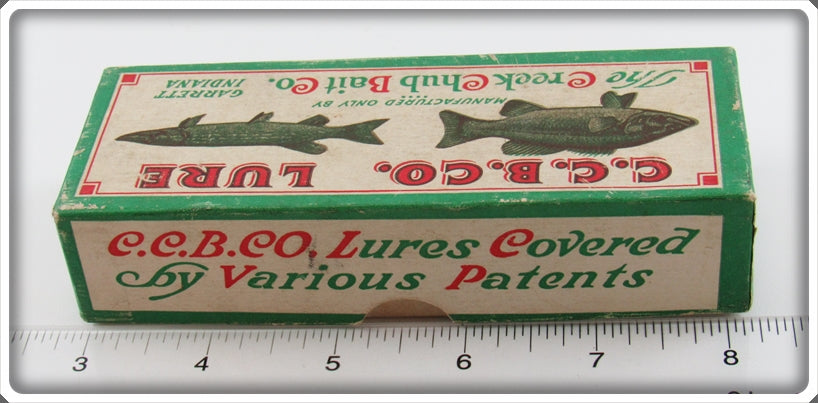 C.C.B.CO. LURE
MANUFACTURED ONLY BY
The Creek Chub Bait Co.
GARRETT
INDIANA
C.C.B.CO. Lures Covered
by Various Patents
3 4 5 6 7 8